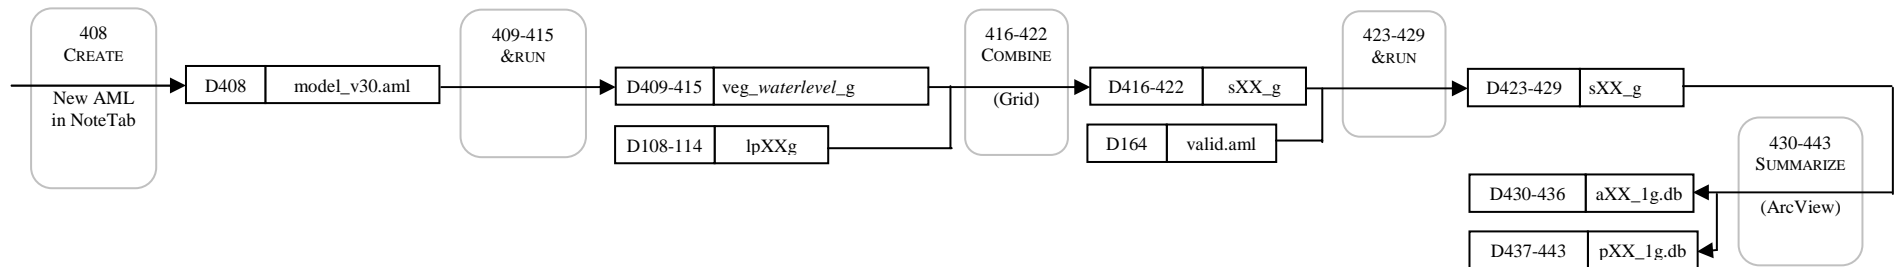 408
CREATE
New AML
in NoteTab
D408 model_v30.aml
409-415
&RUN
D409-415 veg_waterlevel_g
D108-114 lpXXg
416-422
COMBINE
(Grid)
D416-422 sXX_g
D164 valid.aml
423-429
&RUN
D423-429 sXX_g
430-443
SUMMARIZE
(ArcView)
D430-436 aXX_1g.db
D437-443 pXX_1g.db